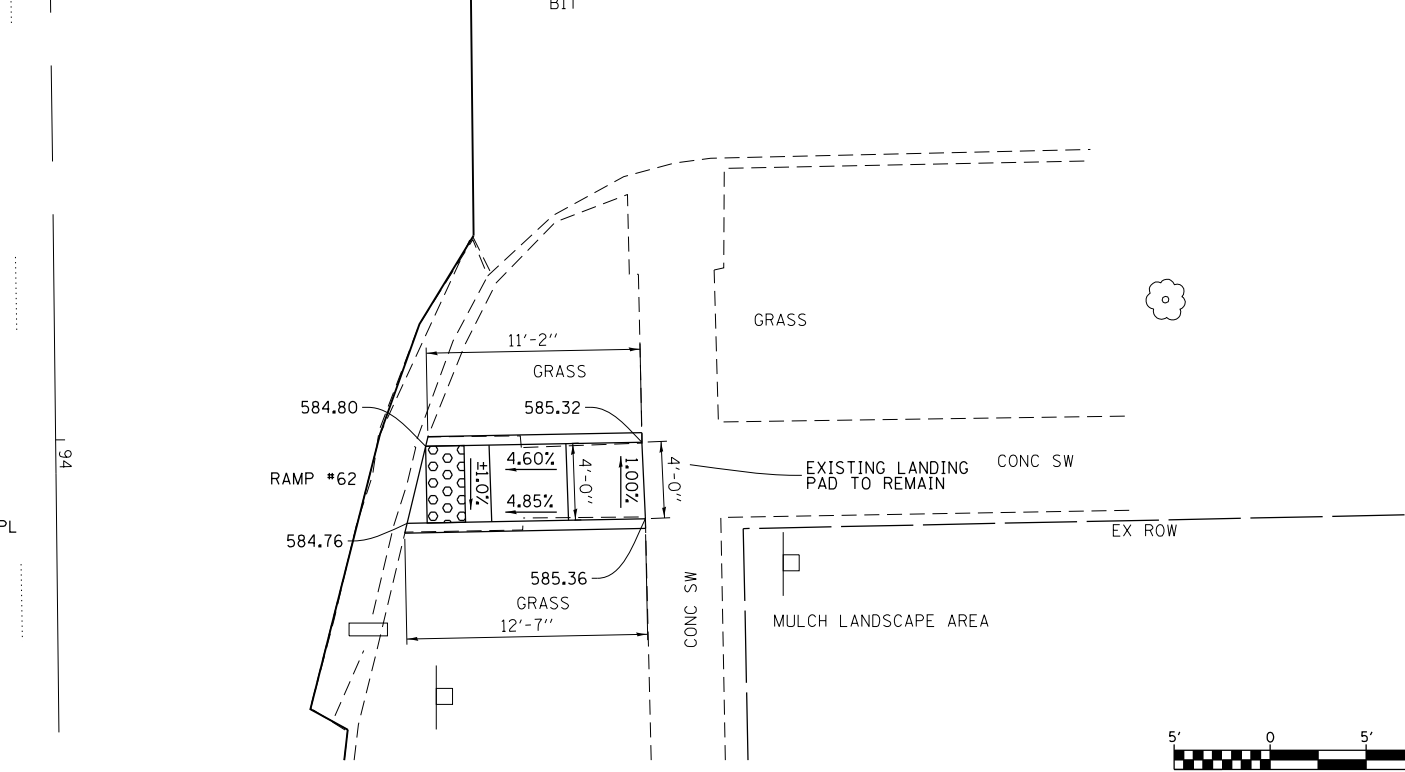 BIT
GRASS
11'-2"
GRASS
584.80
585.32
94
4.60%
±1.0%
4'-0"
1.00%
4'-0"
EXISTING LANDING
PAD TO REMAIN
CONC SW
RAMP #62
4.85%
PL
EX ROW
584.76
585.36
GRASS
CONC SW
12'-7"
MULCH LANDSCAPE AREA
5' 0 5'